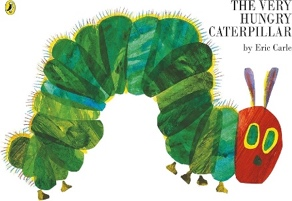 THE VERY
HUNGRY
CATERPILLAR
by Eric Carle